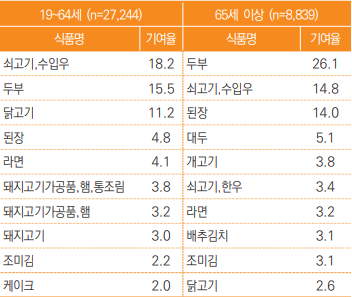 19~64세 (n=27,244) 65세 이상 (n=8,839)
식품명 기여율 식품명 기여율
쇠고기,수입우 18.2 두부 26.1
두부 15.5 쇠고기,수입우 14.8
닭고기 11.2 된장 14.0
된장 4.8 대두 5.1
라면 4.1 개고기 3.8
돼지고기가공품,햄,통조림 3.8 쇠고기,한우 3.4
돼지고기가공품,햄 3.2 라면 3.2
돼지고기 3.0 배추김치 3.1
조미김 2.2 조미김 3.1
케이크 2.0 닭고기 2.6